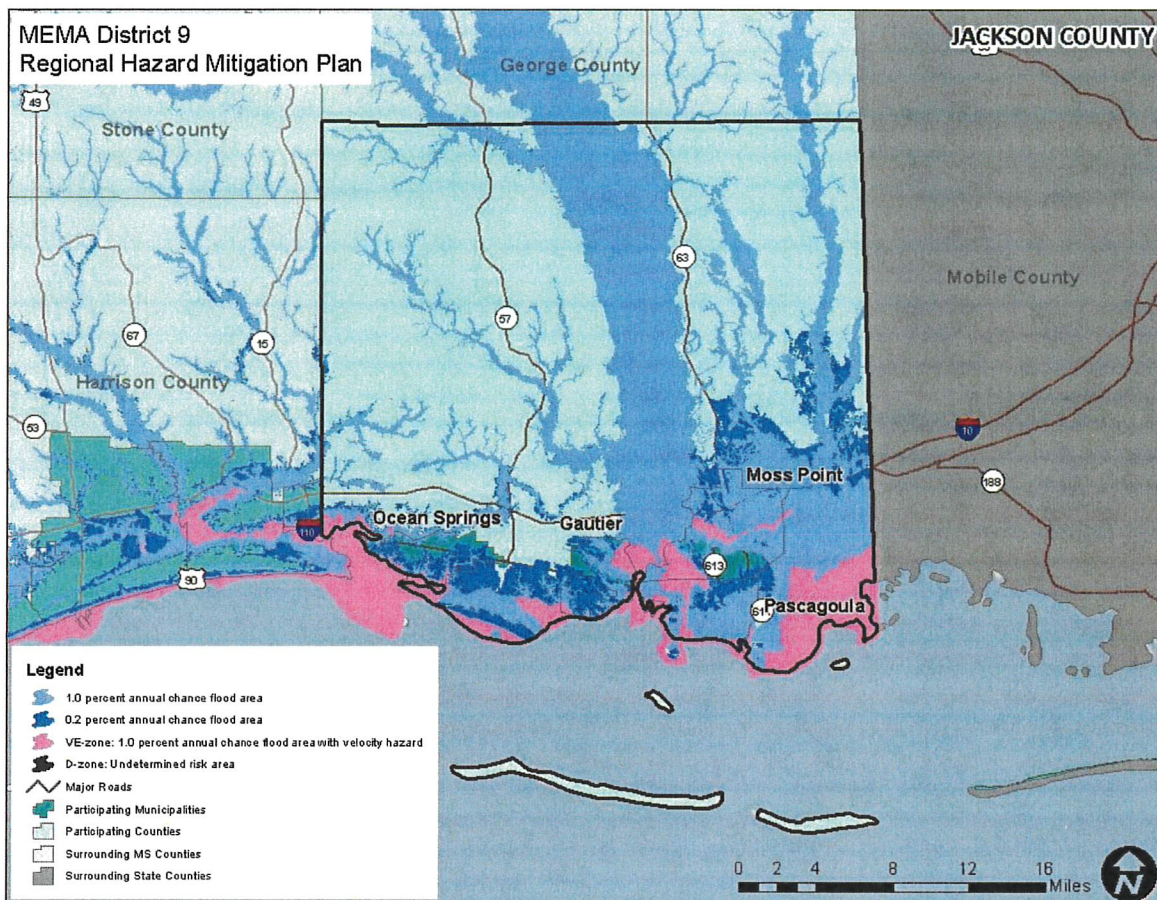 MEMA District 9
Regional Hazard Mitigation Plan
JACKSON COUNTY
George County
49
Stone County
63
Mobile County
57
67
15
Harrison County
53
10
188
Moss Point
Ocean Springs
Gautier
110
613
90
Pascagoula
Legend
1.0 percent annual chance flood area
0.2 percent annual chance flood area
VE-zone: 1.0 percent annual chance flood area with velocity hazard
D-zone: Undetermined risk area
Major Roads
Participating Municipalities
Participating Counties
Surrounding MS Counties
Surrounding State Counties
0 2 4 8 12 16
Miles
N